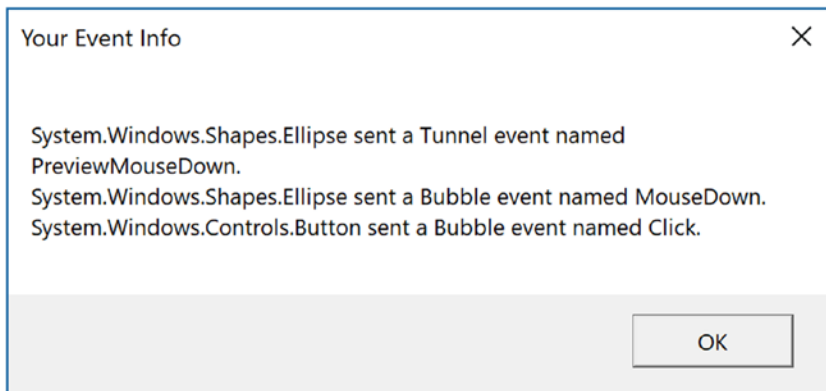 Your Event Info
System.Windows.Shapes.Ellipse sent a Tunnel event named
PreviewMouseDown.
System.Windows.Shapes.Ellipse sent a Bubble event named MouseDown.
System.Windows.Controls.Button sent a Bubble event named Click.
OK